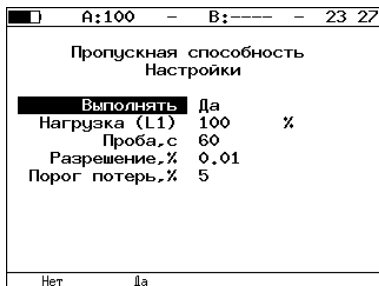 A:100 – B:---- – 23 27
Пропускная способность
Настройки
Выполнять Да
Нагрузка (L1) 100 %
Проба,с 60
Разрешение,% 0.01
Порог потерь,% 5
Нет Да